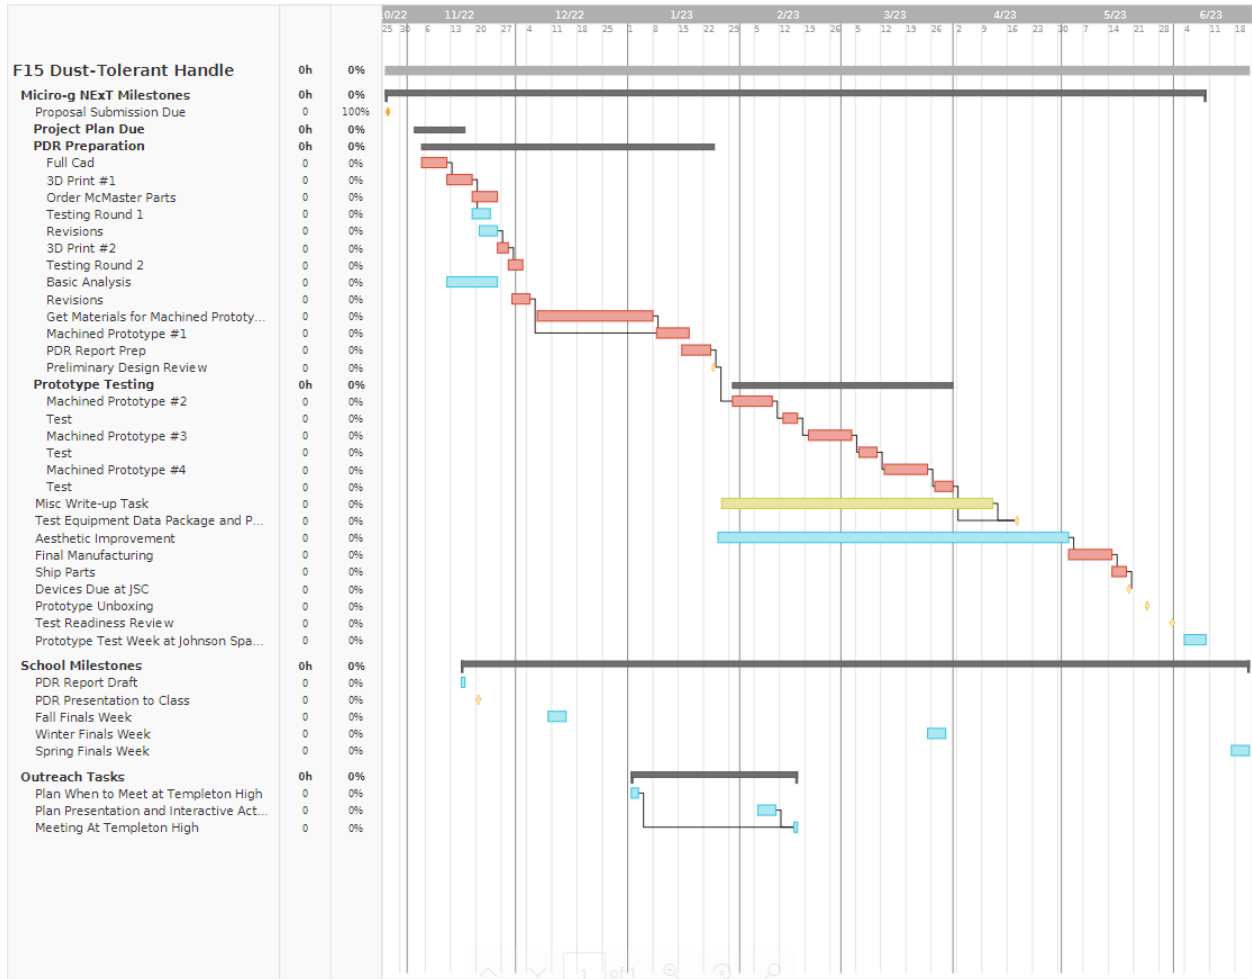 10/22 11/22 12/22 1/23 2/23 3/23 4/23 5/23 6/23
25 30 6 13 20 27 4 11 18 25 1 8 15 22 29 5 12 19 26 5 12 19 26 2 9 16 23 30 7 14 21 28 4 11 18
F15 Dust-Tolerant Handle 0h 0%
Miciro-g NExT Milestones 0h 0%
Proposal Submission Due 0 100%
Project Plan Due 0h 0%
PDR Preparation 0h 0%
Full Cad 0 0%
3D Print #1 0 0%
Order McMaster Parts 0 0%
Testing Round 1 0 0%
Revisions 0 0%
3D Print #2 0 0%
Testing Round 2 0 0%
Basic Analysis 0 0%
Revisions 0 0%
Get Materials for Machined Prototy... 0 0%
Machined Prototype #1 0 0%
PDR Report Prep 0 0%
Preliminary Design Review 0 0%
Prototype Testing 0h 0%
Machined Prototype #2 0 0%
Test 0 0%
Machined Prototype #3 0 0%
Test 0 0%
Machined Prototype #4 0 0%
Test 0 0%
Misc Write-up Task 0 0%
Test Equipment Data Package and P... 0 0%
Aesthetic Improvement 0 0%
Final Manufacturing 0 0%
Ship Parts 0 0%
Devices Due at JSC 0 0%
Prototype Unboxing 0 0%
Test Readiness Review 0 0%
Prototype Test Week at Johnson Spa... 0 0%
School Milestones 0h 0%
PDR Report Draft 0 0%
PDR Presentation to Class 0 0%
Fall Finals Week 0 0%
Winter Finals Week 0 0%
Spring Finals Week 0 0%
Outreach Tasks 0h 0%
Plan When to Meet at Templeton High 0 0%
Plan Presentation and Interactive Act... 0 0%
Meeting At Templeton High 0 0%
1 of 1